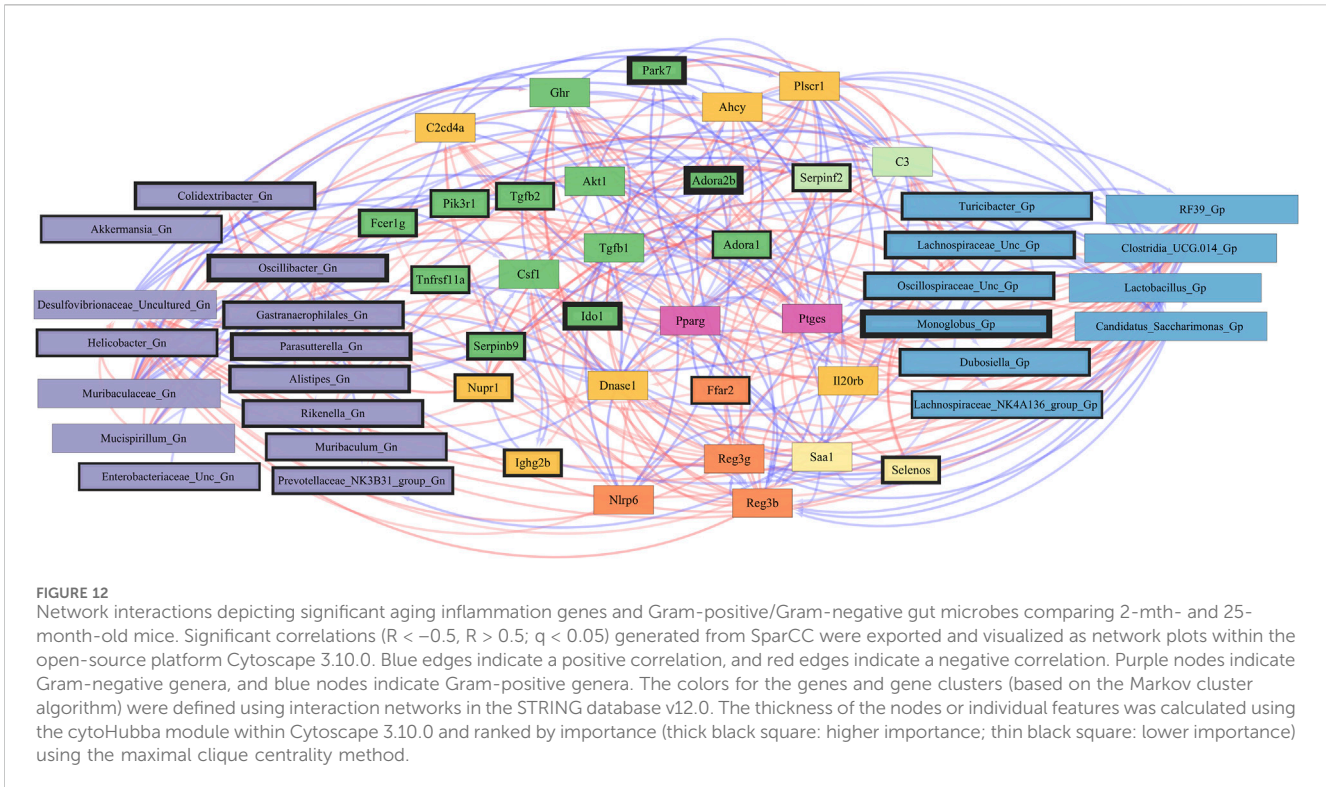 Park7
Plscr1
Ghr
Ahcy
C2cd4a
C3
Akt1
Adora2b
Serpinf2
Colidextribacter_Gn
Tgfb2
Pik3r1
Turicibacter_Gp
RF39_Gp
Akkermansia_Gn
Fcer1g
Tgfb1
Adora1
Lachnospiraceae_Unc_Gp
Clostridia_UCG.014_Gp
Oscillibacter_Gn
Tnfrsf11a
Csf1
Oscillospiraceae_Unc_Gp
Lactobacillus_Gp
Desulfovibrionaceae_Uncultured_Gn
Gastranaerophilales_Gn
Ido1
Pparg
Ptges
Monoglobus_Gp
Candidatus_Saccharimonas_Gp
Helicobacter_Gn
Parasutterella_Gn
Serpinb9
Dubosiella_Gp
Alistipes_Gn
Nupr1
Dnase1
Ffar2
Il20rb
Muribaculaceae_Gn
Rikenella_Gn
Lachnospiraceae_NK4A136_group_Gp
Mucispirillum_Gn
Muribaculum_Gn
Ighg2b
Reg3g
Saa1
Selenos
Enterobacteriaceae_Unc_Gn
Prevotellaceae_NK3B31_group_Gn
Nlrp6
Reg3b
FIGURE 12
Network interactions depicting significant aging inflammation genes and Gram-positive/Gram-negative gut microbes comparing 2-mth- and 25-
month-old mice. Significant correlations (R < −0.5, R > 0.5; q < 0.05) generated from SparCC were exported and visualized as network plots within the
open-source platform Cytoscape 3.10.0. Blue edges indicate a positive correlation, and red edges indicate a negative correlation. Purple nodes indicate
Gram-negative genera, and blue nodes indicate Gram-positive genera. The colors for the genes and gene clusters (based on the Markov cluster
algorithm) were defined using interaction networks in the STRING database v12.0. The thickness of the nodes or individual features was calculated using
the cytoHubba module within Cytoscape 3.10.0 and ranked by importance (thick black square: higher importance; thin black square: lower importance)
using the maximal clique centrality method.